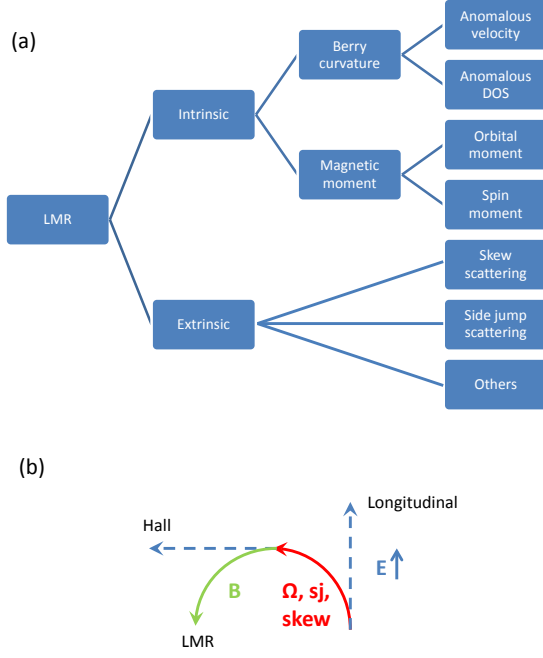 (a)
LMR
Intrinsic
Extrinsic
Berry
curvature
Magnetic
moment
Anomalous
velocity
Anomalous
DOS
Orbital
moment
Spin
moment
Skew
scattering
Side jump
scattering
Others
(b)
Longitudinal
Hall
E
B
Ω, sj,
skew
LMR